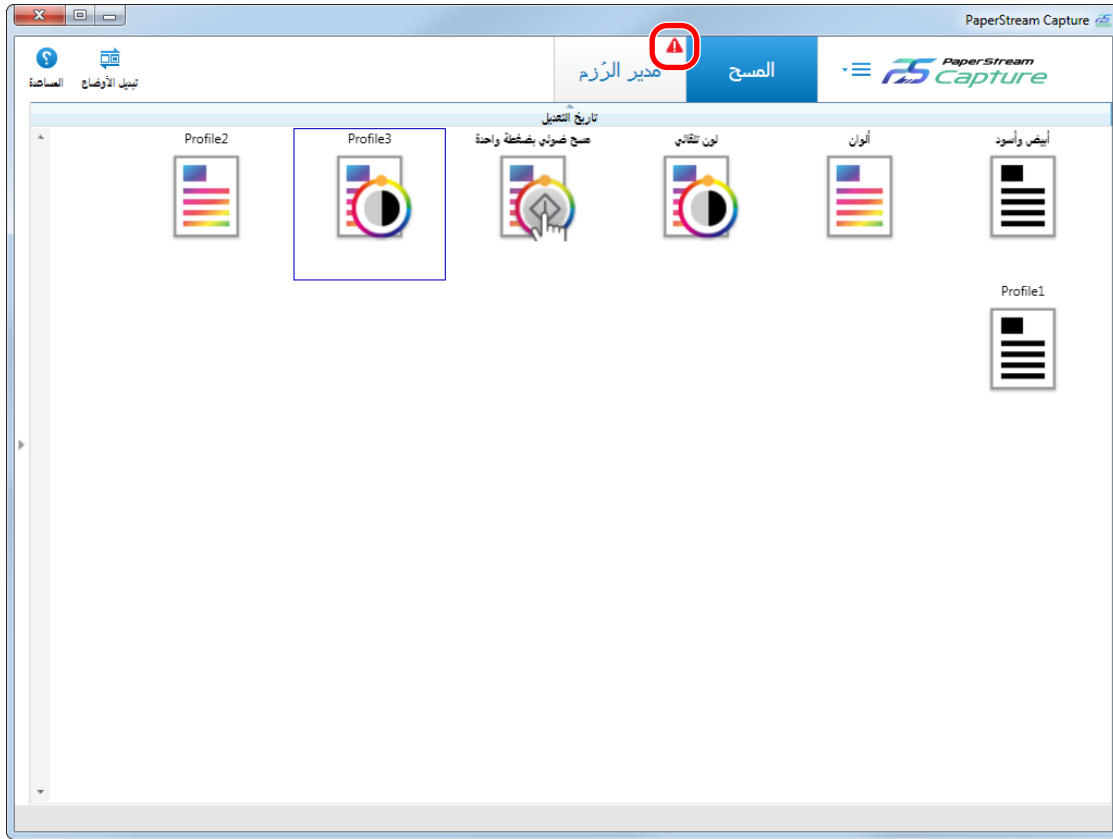 PaperStream Capture
PaperStream
Capture
المسح
مدير الرُزم
تبديل الأوضاع
المساعدة
تاريخ التعديل
أبيض وأسود
ألوان
لون تلقائي
مسح ضوئي بضغطة واحدة
Profile3
Profile2
Profile1